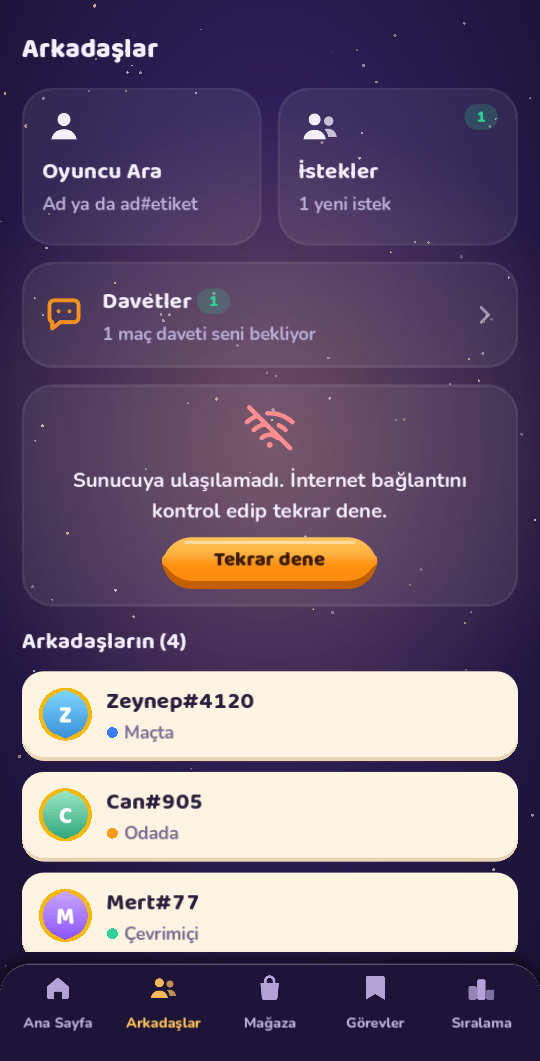 Arkadaşlar
Oyuncu Ara
Ad ya da ad#etiket
1
İstekler
1 yeni istek
Davetler 1
1 maç daveti seni bekliyor
Sunucuya ulaşılamadı. İnternet bağlantını
kontrol edip tekrar dene.
Tekrar dene
Arkadaşların (4)
Z
Zeynep#4120
Maçta
C
Can#905
Odada
M
Mert#77
Çevrimiçi
Ana Sayfa
Arkadaşlar
Mağaza
Görevler
Sıralama